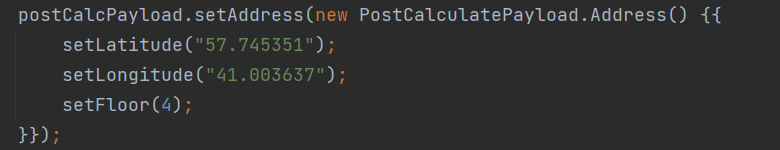 postCalcPayload.setAddress(new PostCalculatePayload.Address() {{
    setLatitude("57.745351");
    setLongitude("41.003637");
    setFloor(4);
}});